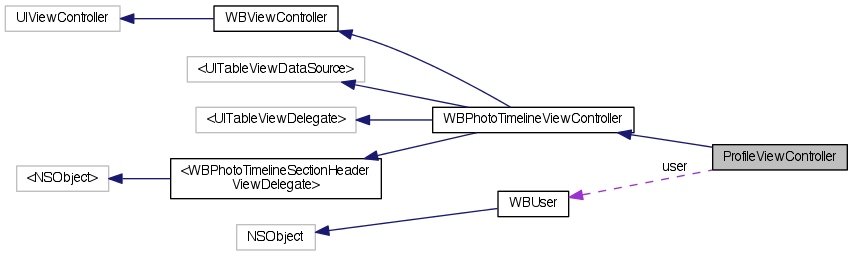 UIViewController
WBViewController
<UITableViewDataSource>
<UITableViewDelegate>
WBPhotoTimelineViewController
ProfileViewController
<NSObject>
<WBPhotoTimelineSectionHeader
ViewDelegate>
user
WBUser
NSObject